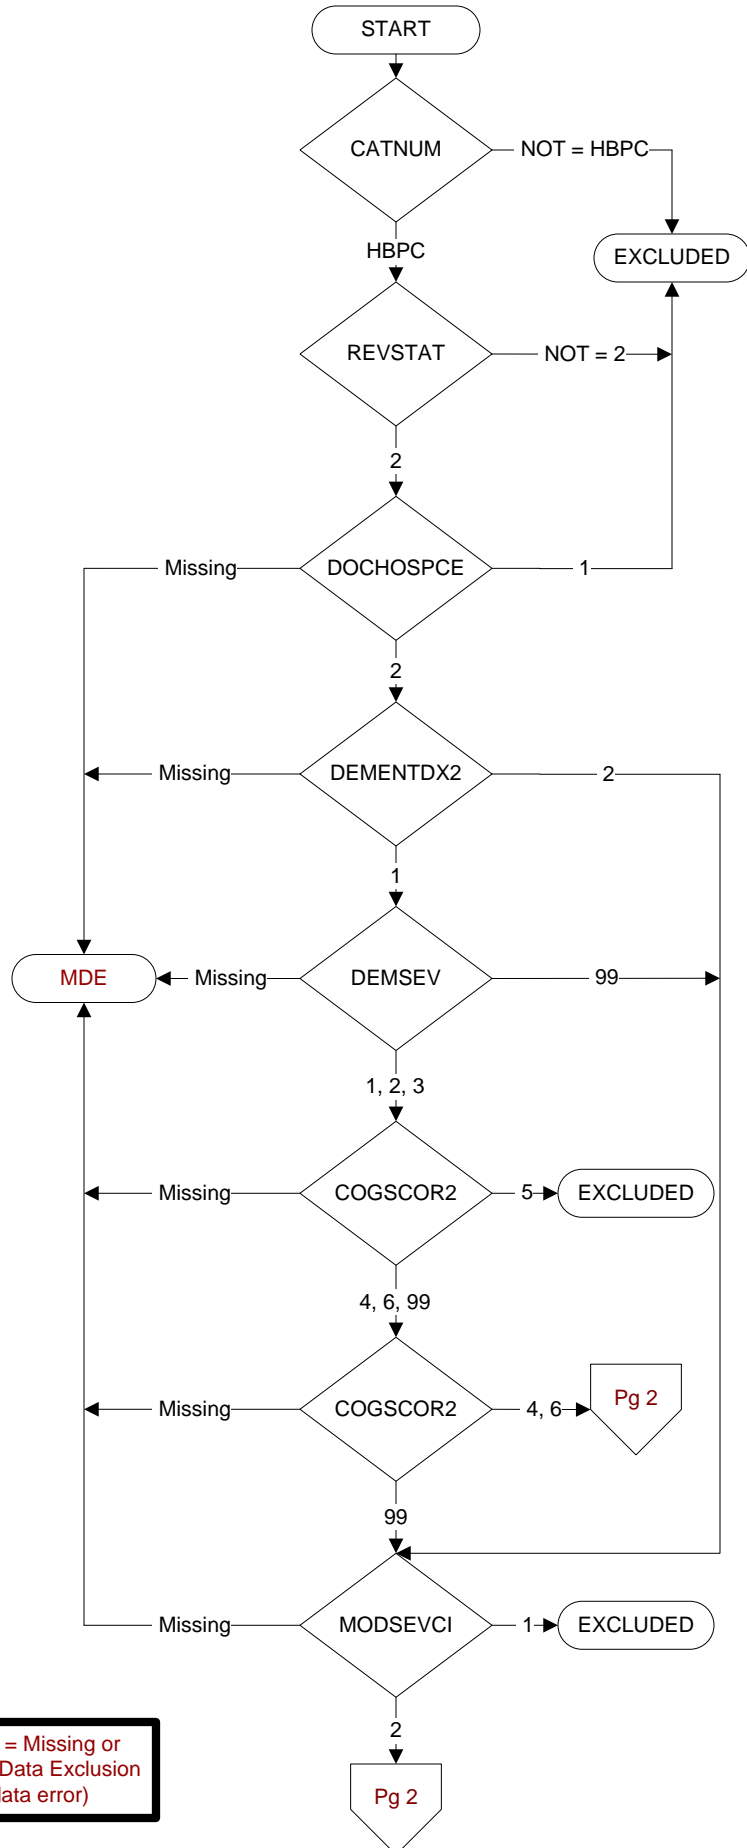 START
CATNUM
NOT = HBPC
HBPC
EXCLUDED
REVSTAT
NOT = 2
2
Missing
DOCHOSPCE
1
2
Missing
DEMENTDX2
2
1
MDE
Missing
DEMSEV
99
1, 2, 3
Missing
COGSCOR2
5
EXCLUDED
4, 6, 99
Missing
COGSCOR2
4, 6
Pg 2
99
Missing
MODSEVCI
1
EXCLUDED
2
= Missing or
Data Exclusion
ata error)
Pg 2